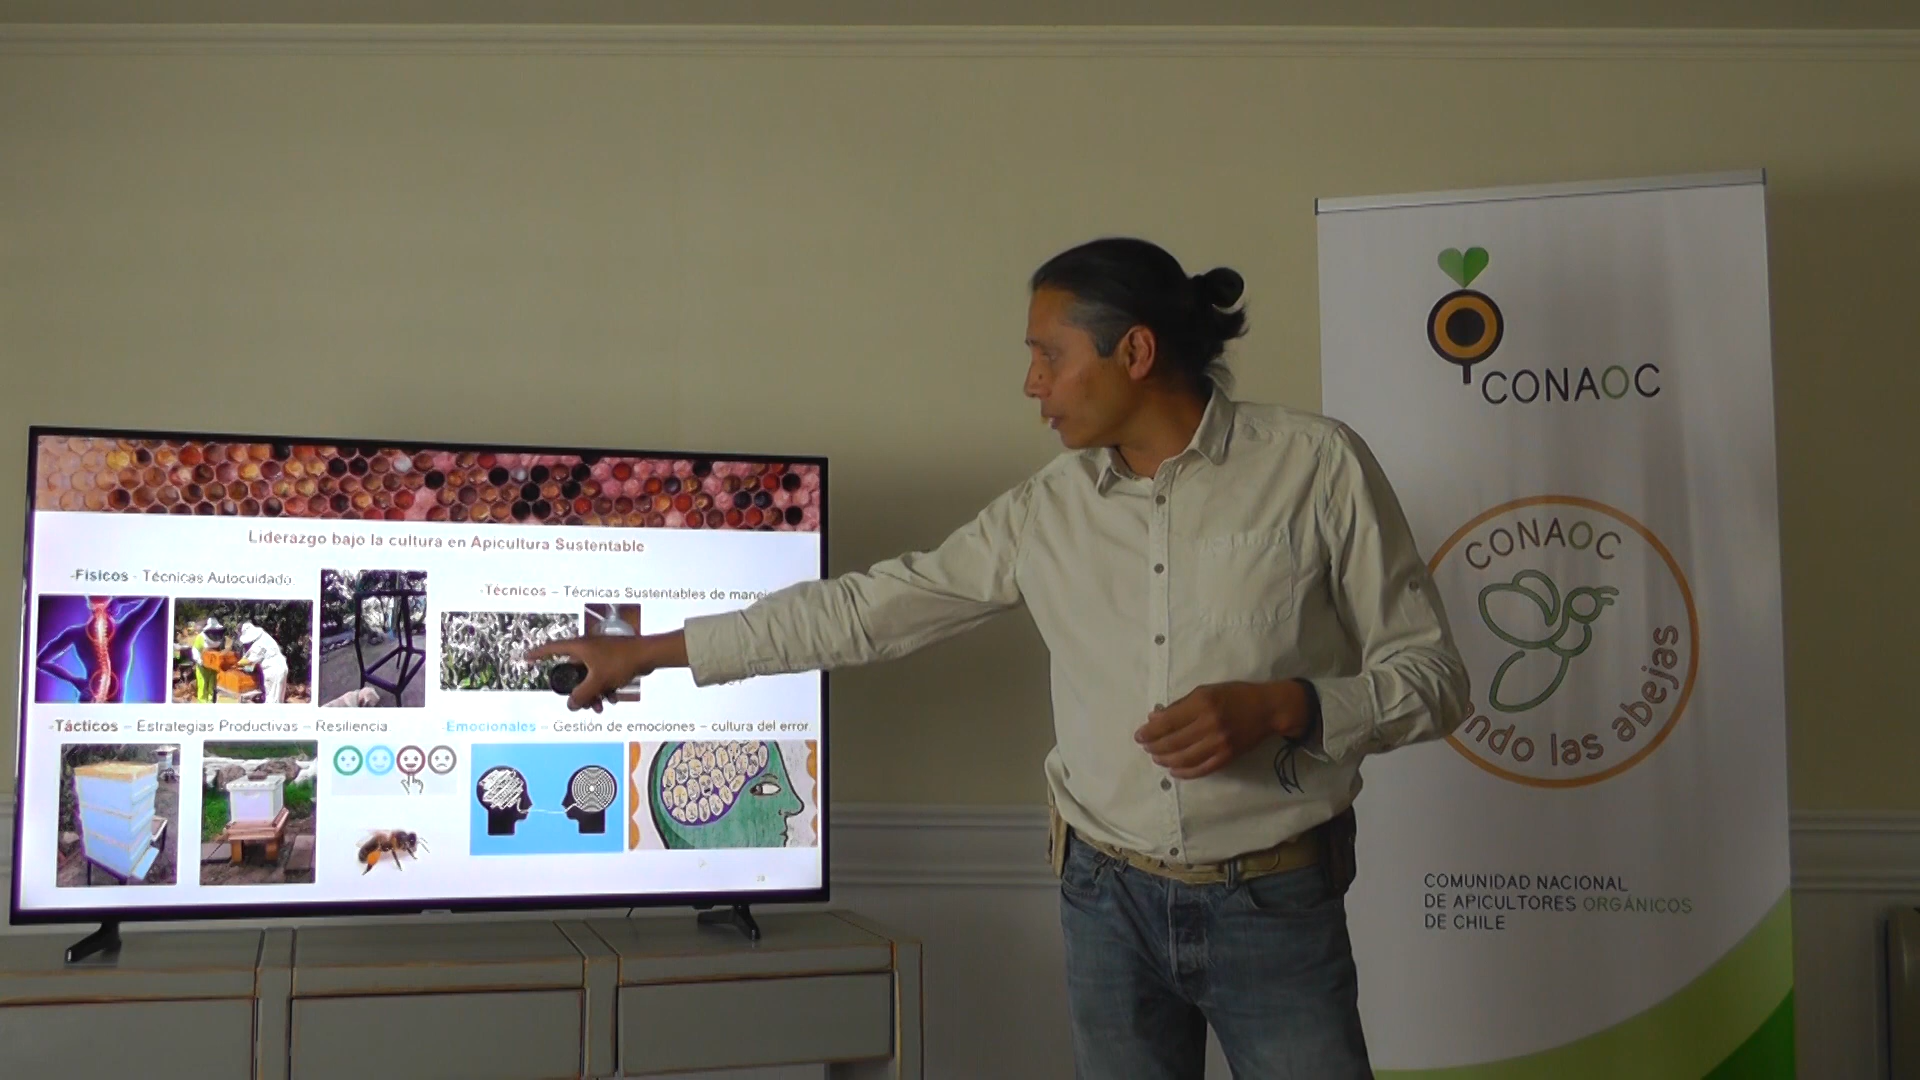 Liderazgo bajo la cultura en Apicultura Sustentable
-Físicos - Técnicas Autocuidado
-Técnicos – Técnicas Sustentables de manejo
-Tácticos – Estrategias Productivas – Resiliencia
-Emocionales – Gestión de emociones – cultura del error
CONAOC
CONAOC
ndo las abejas
COMUNIDAD NACIONAL
DE APICULTORES ORGÁNICOS
DE CHILE